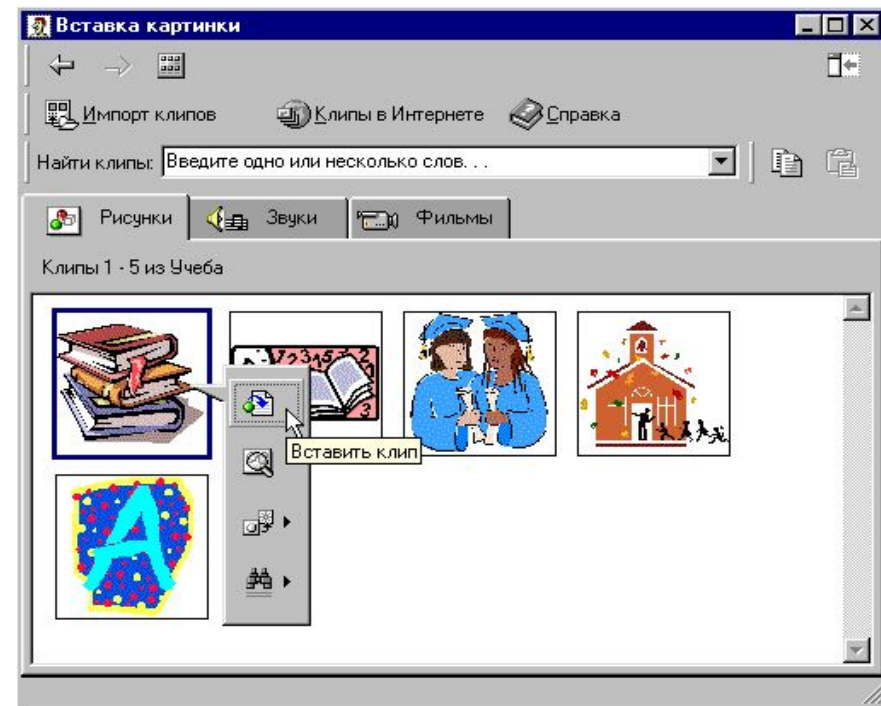 Вставка картинки
Импорт клипов Клипы в Интернете Справка
Найти клипы: Введите одно или несколько слов. . .
Рисунки Звуки Фильмы
Клипы 1 - 5 из Учеба
Вставить клип
A